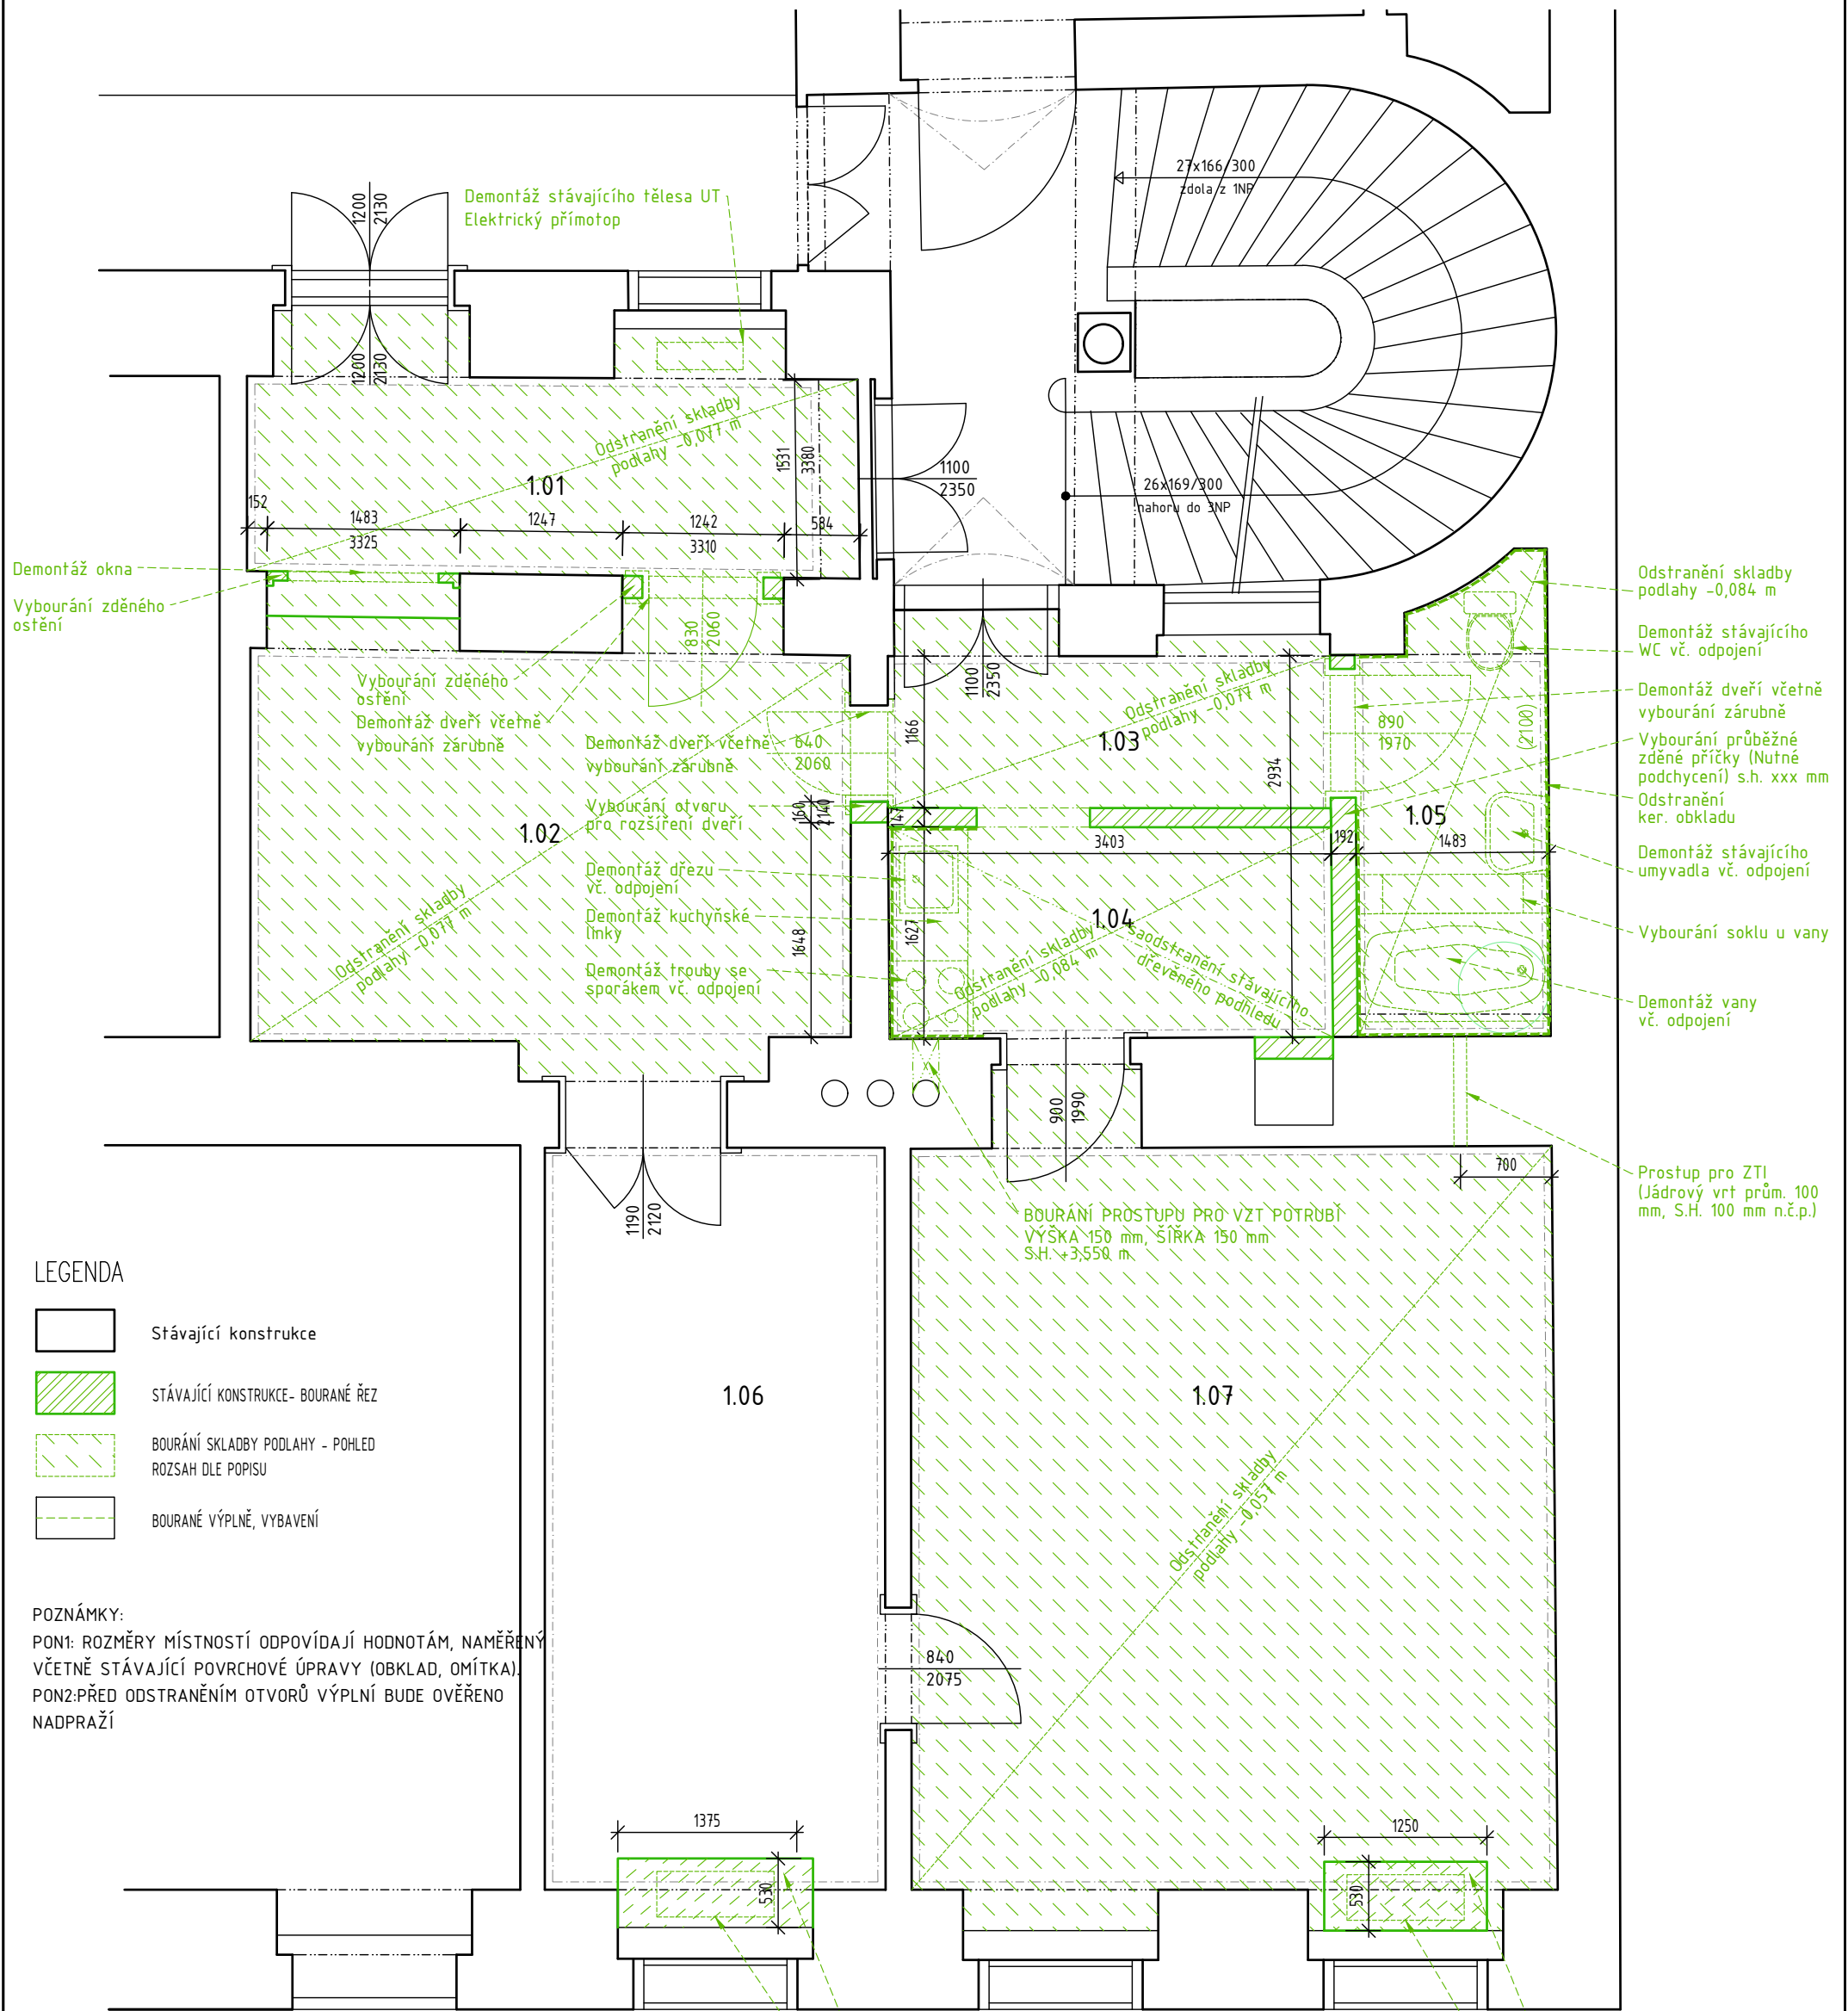 27x166/300
zdola z 1NP
Demontáž stávajícího tělesa UT
Elektrický přímotop
1200
2130
1200
2130
Odstranění skladby
podlahy -0,077 m
1531
3380
1100
2350
26x169/300
nahoru do 3NP
1.01
152
1483
3325
1247
1242
3310
584
Demontáž okna
Vybourání zděného
ostění
830
2060
Vybourání zděného
ostění
Demontáž dveří včetně
vybourání zárubně
1100
2350
Odstranění skladby
podlahy -0,077 m
Odstranění skladby
podlahy -0,084 m
Demontáž stávajícího
WC vč. odpojení
Demontáž dveří včetně
vybourání zárubně
890
1970
(2100)
Vybourání průběžné
zděné příčky (Nutné
podchycení) s.h. xxx mm
Odstranění
ker. obkladu
Demontáž stávajícího
umyvadla vč. odpojení
Vybourání soklu u vany
Demontáž vany
vč. odpojení
Demontáž dveří včetně
vybourání zárubně
640
2060
1166
1.03
2934
Vybourání otvoru
pro rozšíření dveří
160
2140
147
1.05
1.02
3403
192
1483
Demontáž dřezu
vč. odpojení
Demontáž kuchyňské
linky
Demontáž trouby se
sporákem vč. odpojení
1648
1627
1.04
Odstranění skladby
podlahy -0,077 m
Odstranění skladby
podlahy -0,084 m
saodstranění stávajícího
dřevěného podhledu
900
1990
700
Prostup pro ZTI
(Jádrový vrt prům. 100
mm, S.H. 100 mm n.č.p.)
1190
2120
BOURÁNÍ PROSTUPU PRO VZT POTRUBÍ
VÝŠKA 150 mm, ŠÍŘKA 150 mm
S.H. +3,550 m
LEGENDA
Stávající konstrukce
STÁVAJÍCÍ KONSTRUKCE- BOURANÉ ŘEZ
BOURÁNÍ SKLADBY PODLAHY - POHLED
ROZSAH DLE POPISU
BOURANÉ VÝPLNĚ, VYBAVENÍ
1.06
1.07
Odstranění skladby
podlahy -0,057 m
POZNÁMKY:
PON1: ROZMĚRY MÍSTNOSTÍ ODPOVÍDAJÍ HODNOTÁM, NAMĚŘENÝ
VČETNĚ STÁVAJÍCÍ POVRCHOVÉ ÚPRAVY (OBKLAD, OMÍTKA).
PON2:PŘED ODSTRANĚNÍM OTVORŮ VÝPLNÍ BUDE OVĚŘENO
NADPRAŽÍ
840
2075
1375
530
1250
530